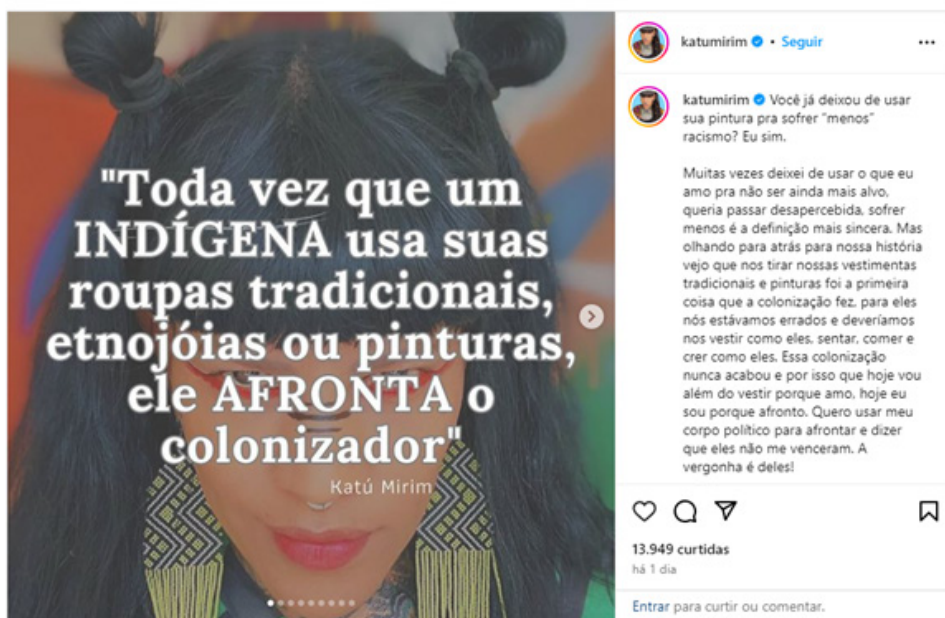 "Toda vez que um
INDÍGENA usa suas
roupas tradicionais,
etnojóias ou pinturas,
ele AFRONTA o
colonizador"
Katú Mirim
katumirim • Seguir
katumirim Você já deixou de usar
sua pintura pra sofrer "menos"
racismo? Eu sim.
Muitas vezes deixei de usar o que eu
amo pra não ser ainda mais alvo,
queria passar desapercebida, sofrer
menos é a definição mais sincera. Mas
olhando para atrás para nossa história
vejo que nos tirar nossas vestimentas
tradicionais e pinturas foi a primeira
coisa que a colonização fez, para eles
nós estávamos errados e deveríamos
nos vestir como eles, sentar, comer e
crer como eles. Essa colonização
nunca acabou e por isso que hoje vou
além do vestir porque amo, hoje eu
sou porque afronto. Quero usar meu
corpo político para afrontar e dizer
que eles não me venceram. A
vergonha é deles!
13.949 curtidas
há 1 dia
Entrar para curtir ou comentar.